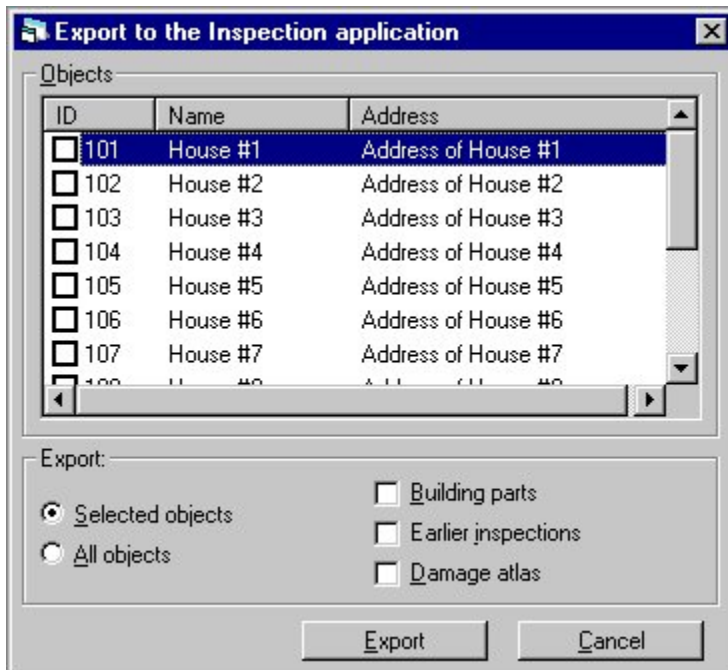 Export to the Inspection application
Objects
ID Name Address
101 House #1 Address of House #1
102 House #2 Address of House #2
103 House #3 Address of House #3
104 House #4 Address of House #4
105 House #5 Address of House #5
106 House #6 Address of House #6
107 House #7 Address of House #7
Export:
Selected objects
All objects
Building parts
Earlier inspections
Damage atlas
Export Cancel